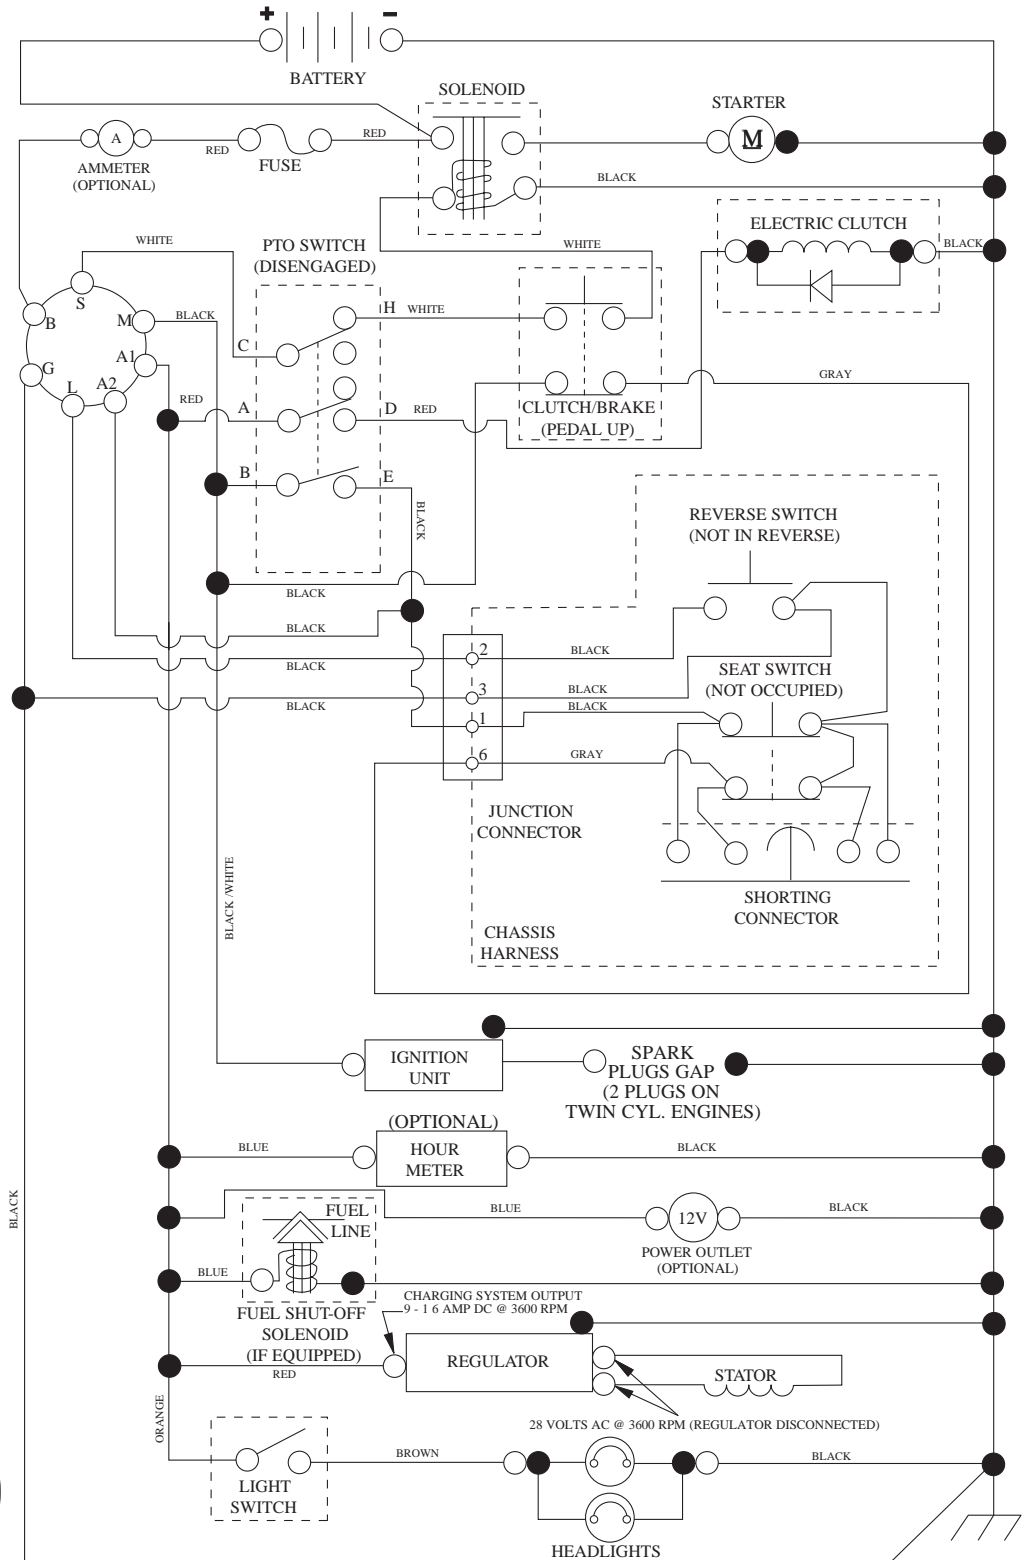 + -
BATTERY
SOLENOID
STARTER
A
RED
FUSE
RED
M
AMMETER
(OPTIONAL)
BLACK
ELECTRIC CLUTCH
BLACK
WHITE
PTO SWITCH
(DISENGAGED)
WHITE
S
B
M
BLACK
H
WHITE
C
A1
G
GRAY
L
A2
RED
A
D
RED
CLUTCH/BRAKE
(PEDAL UP)
B
E
BLACK
REVERSE SWITCH
(NOT IN REVERSE)
BLACK
BLACK
BLACK
2
BLACK
SEAT SWITCH
(NOT OCCUPIED)
3
BLACK
BLACK
BLACK
1
6
GRAY
JUNCTION
CONNECTOR
BLACK /WHITE
SHORTING
CONNECTOR
CHASSIS
HARNESS
IGNITION
UNIT
SPARK
PLUGS GAP
(2 PLUGS ON
TWIN CYL. ENGINES)
(OPTIONAL)
HOUR
METER
BLUE
BLACK
BLACK
FUEL
LINE
BLUE
12V
BLACK
POWER OUTLET
(OPTIONAL)
BLUE
CHARGING SYSTEM OUTPUT
9 - 1 6 AMP DC @ 3600 RPM
FUEL SHUT-OFF
SOLENOID
(IF EQUIPPED)
RED
REGULATOR
STATOR
ORANGE
28 VOLTS AC @ 3600 RPM (REGULATOR DISCONNECTED)
BROWN
BLACK
LIGHT
SWITCH
HEADLIGHTS